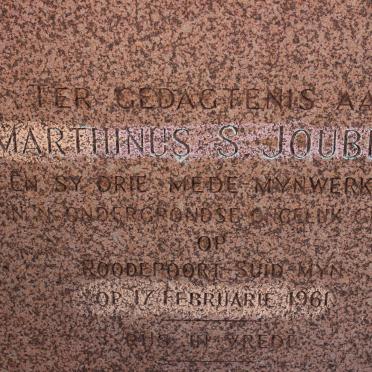 TER GEDAGTENIS AA
MARTHINUS S. JOUB
EN SY DRIE MEDE MYNWERK
IN 'N ONDERGRONDSE ONGELUK
OP
ROODEPOORT-SUID-MYN
OP 17 FEBRUARIE 1961
RUS IN VREDE